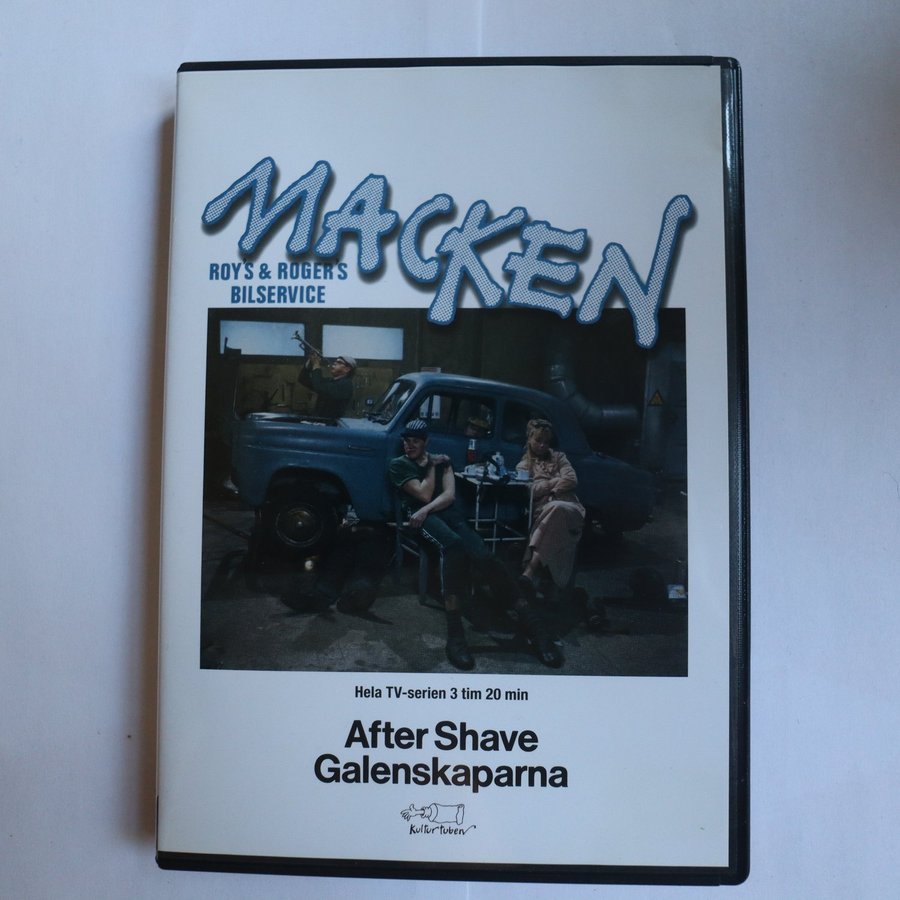 MACKEN
ROY'S & ROGER'S
BILSERVICE
Hela TV-serien 3 tim 20 min
After Shave
Galenskaparna
Kulturtuben